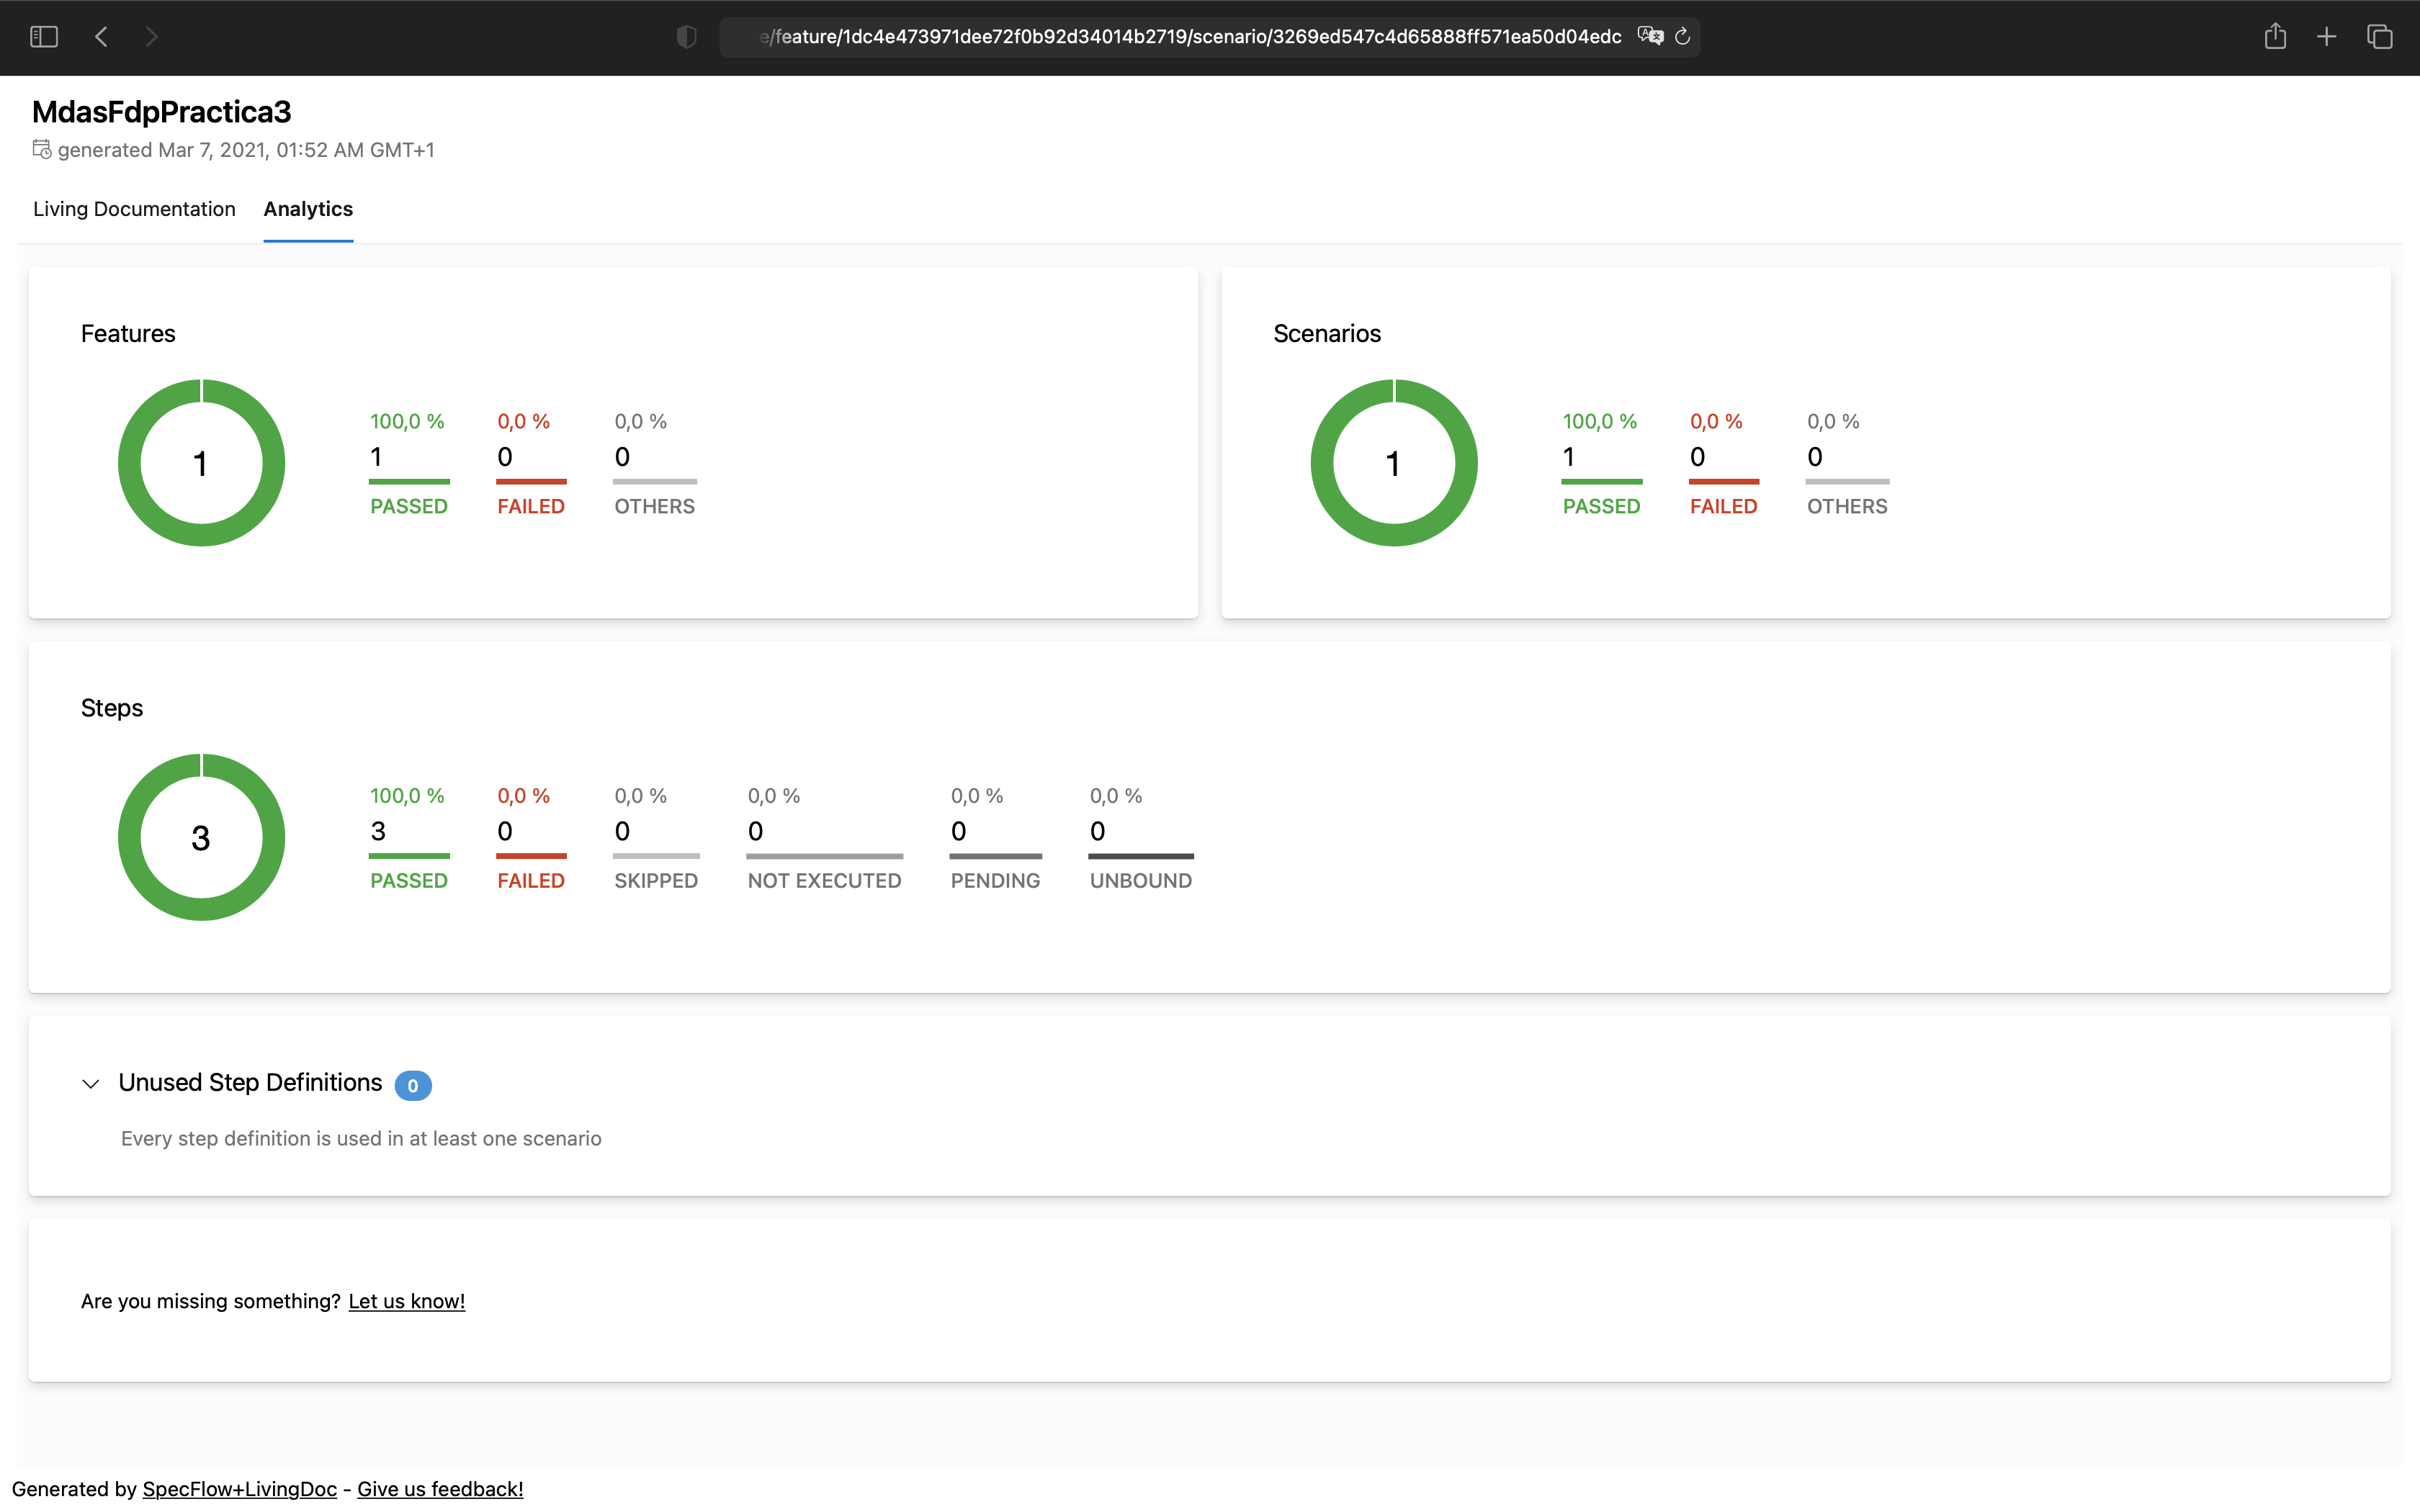 e/feature/1dc4e473971dee72f0b92d34014b2719/scenario/3269ed547c4d65888ff571ea50d04edc
MdasFdpPractica3
generated Mar 7, 2021, 01:52 AM GMT+1
Living Documentation Analytics
Features
1
100,0 % 0,0 % 0,0 %
1 0 0
PASSED FAILED OTHERS
Scenarios
1
100,0 % 0,0 % 0,0 %
1 0 0
PASSED FAILED OTHERS
Steps
3
100,0 % 0,0 % 0,0 % 0,0 % 0,0 % 0,0 %
3 0 0 0 0 0
PASSED FAILED SKIPPED NOT EXECUTED PENDING UNBOUND
Unused Step Definitions 0
Every step definition is used in at least one scenario
Are you missing something? Let us know!
Generated by SpecFlow+LivingDoc - Give us feedback!